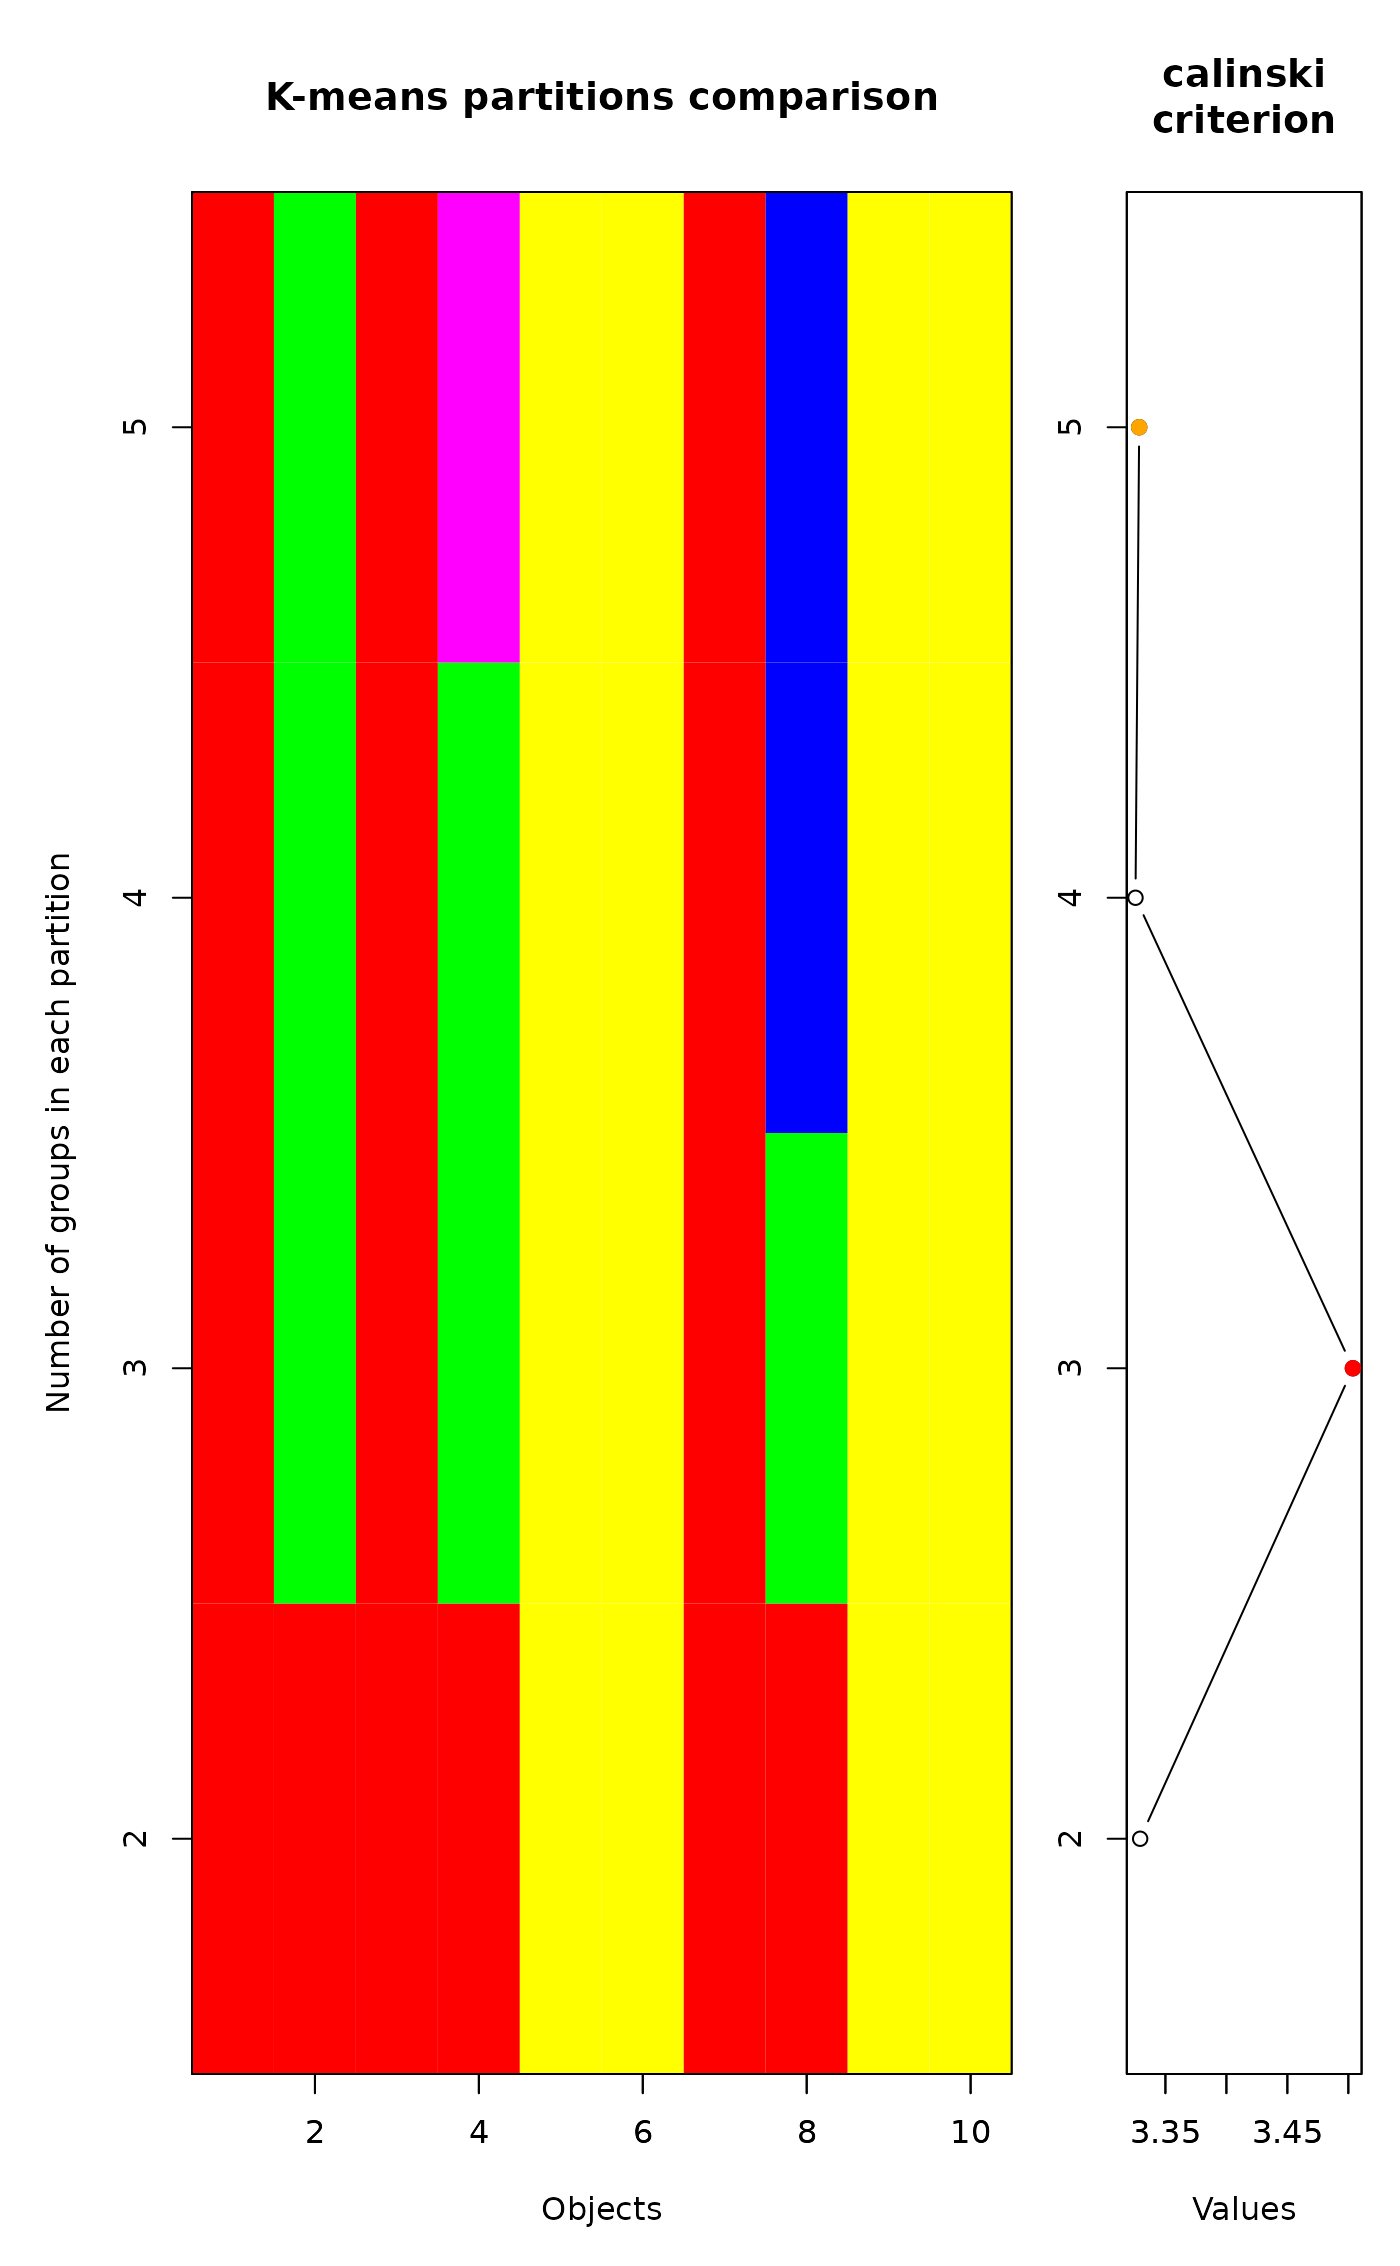 K-means partitions comparison
calinski
criterion
Number of groups in each partition
5
4
3
2
2 4 6 8 10
Objects
5
4
3
2
3.35 3.45
Values